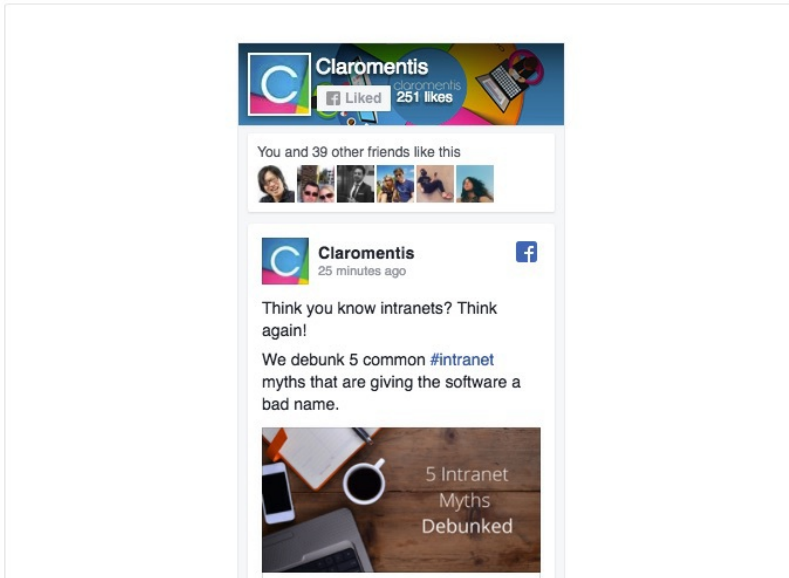 Claromentis
claromentis
Liked
251 likes
You and 39 other friends like this
Claromentis
25 minutes ago
Think you know intranets? Think
again!
We debunk 5 common #intranet
myths that are giving the software a
bad name.
5 Intranet
Myths
Debunked